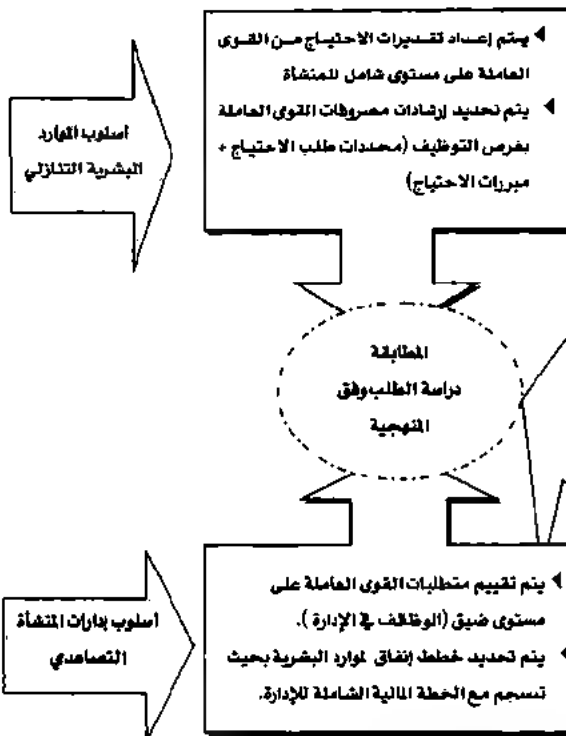 يتم إعداد تقديرات الاحتياج من القوى
العاملة على مستوى شامل للمنشأة
يتم تحديد إرشادات مصروفات القوى العاملة
بغرض التوظيف (محددات طلب الاحتياج +
مبررات الاحتياج)
أسلوب الموارد
البشرية التنازلي
المطابقة
دراسة الطلب وفق
المنهجية
يتم تقييم متطلبات القوى العاملة على
مستوى ضيق (الوظائف في الإدارة ).
يتم تحديد خطط إنفاق لموارد البشرية بحيث
تنسجم مع الخطة المالية الشاملة للإدارة.
أسلوب إدارات المنشأة
التصاعدي